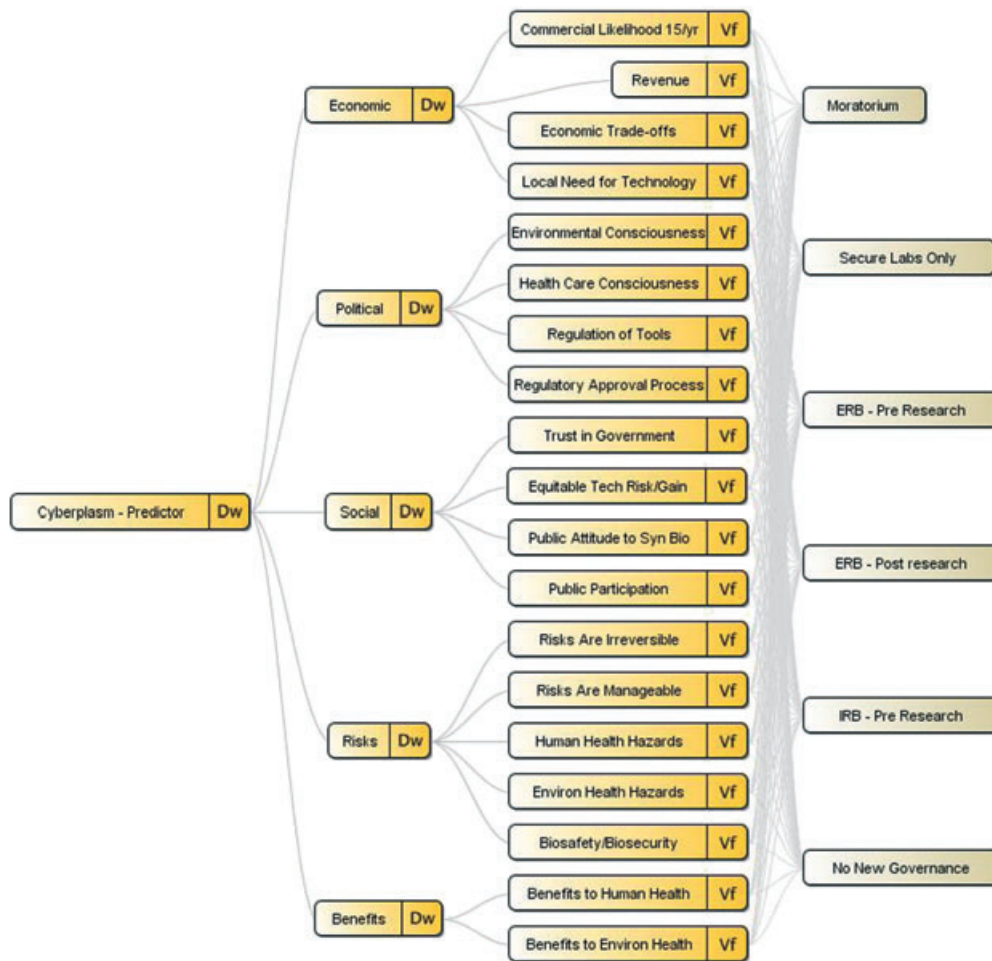 Commercial Likelihood 15/yr Vf
Revenue Vf
Economic Dw
Moratorium
Economic Trade-offs Vf
Local Need for Technology Vf
Environmental Consciousness Vf
Secure Labs Only
Health Care Consciousness Vf
Political Dw
Regulation of Tools Vf
Regulatory Approval Process Vf
ERB - Pre Research
Trust in Government Vf
Equitable Tech Risk/Gain Vf
Cyberplasm - Predictor Dw
Social Dw
Public Attitude to Syn Bio Vf
ERB - Post research
Public Participation Vf
Risks Are Irreversible Vf
Risks Are Manageable Vf
IRB - Pre Research
Risks Dw
Human Health Hazards Vf
Environ Health Hazards Vf
Biosafety/Biosecurity Vf
No New Governance
Benefits to Human Health Vf
Benefits Dw
Benefits to Environ Health Vf